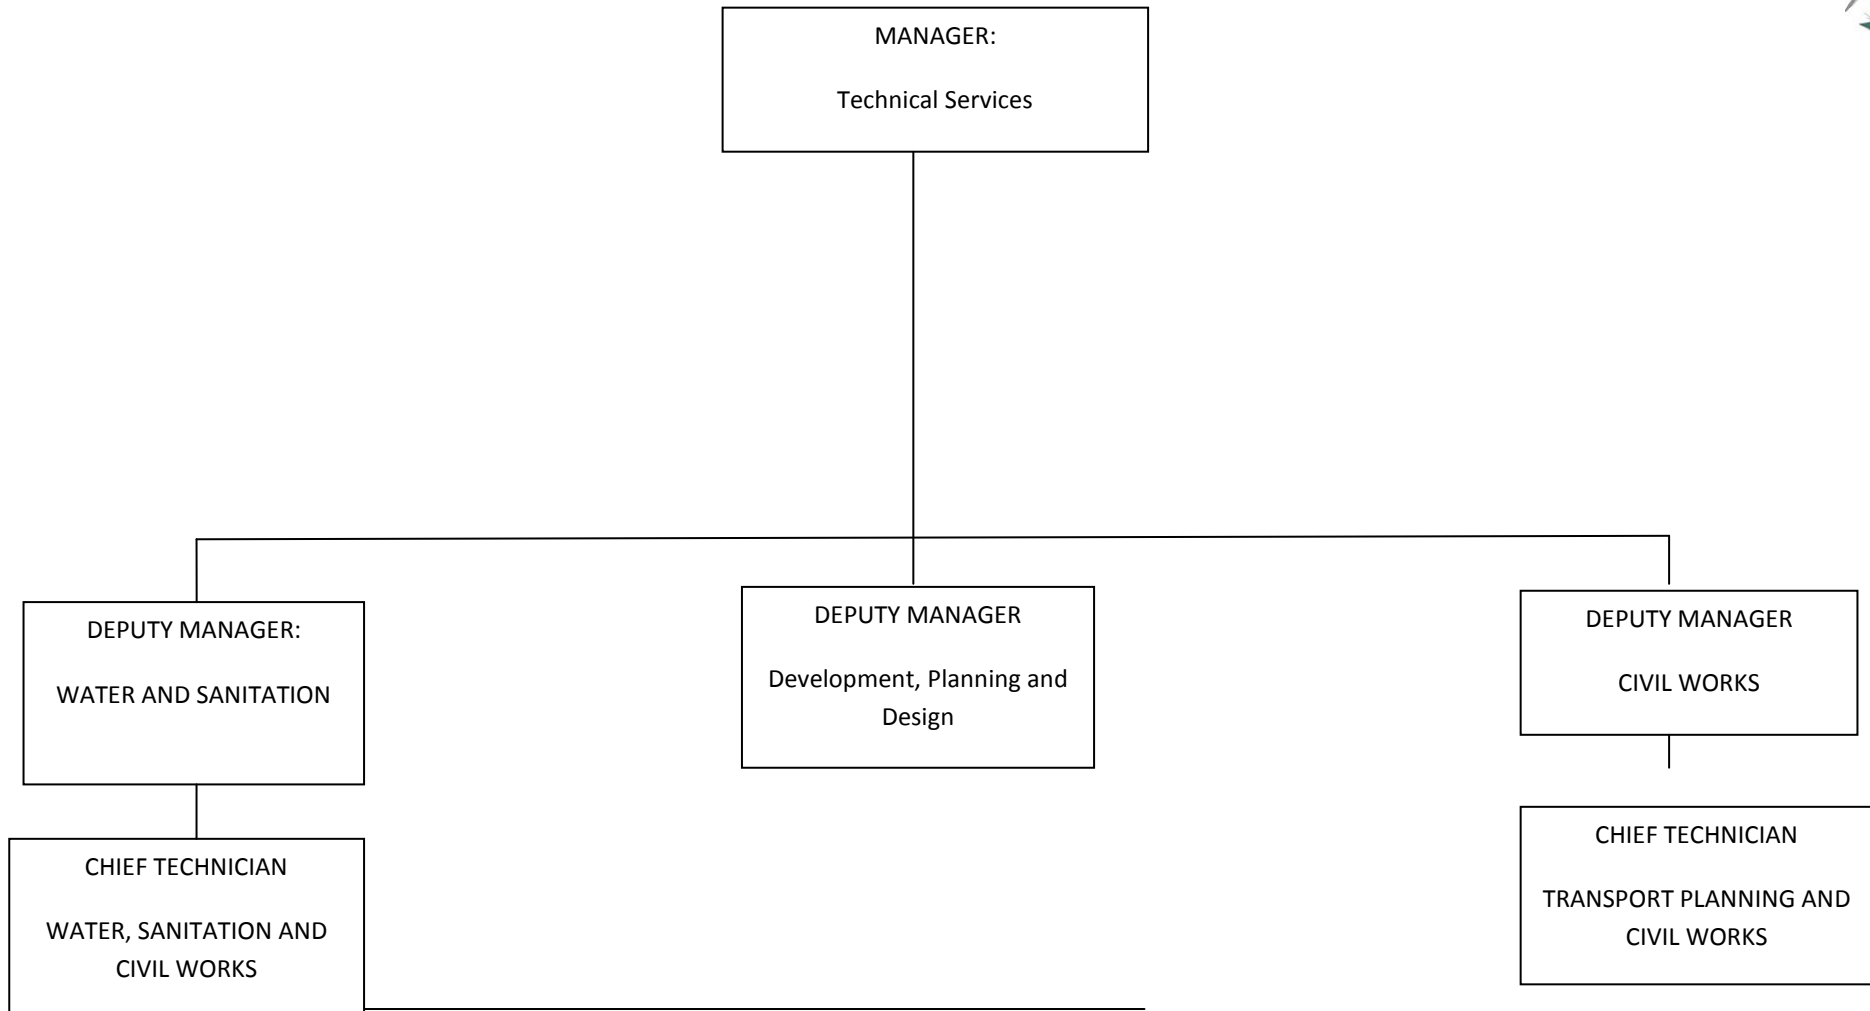 MANAGER:
Technical Services
DEPUTY MANAGER:
WATER AND SANITATION
DEPUTY MANAGER
Development, Planning and
Design
DEPUTY MANAGER
CIVIL WORKS
CHIEF TECHNICIAN
WATER, SANITATION AND
CIVIL WORKS
CHIEF TECHNICIAN
TRANSPORT PLANNING AND
CIVIL WORKS